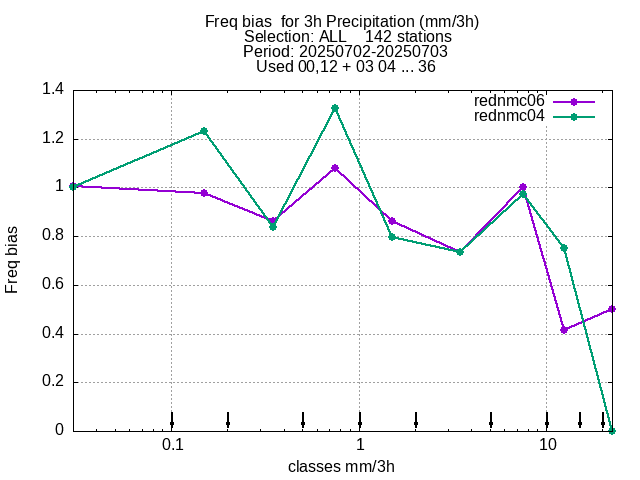 Freq bias  for 3h Precipitation (mm/3h)
Selection: ALL    142 stations
Period: 20250702-20250703
Used 00,12 + 03 04 ... 36
rednmc06
rednmc04
1.4
1.2
1
0.8
0.6
0.4
0.2
0
Freq bias
0.1 1 10
classes mm/3h